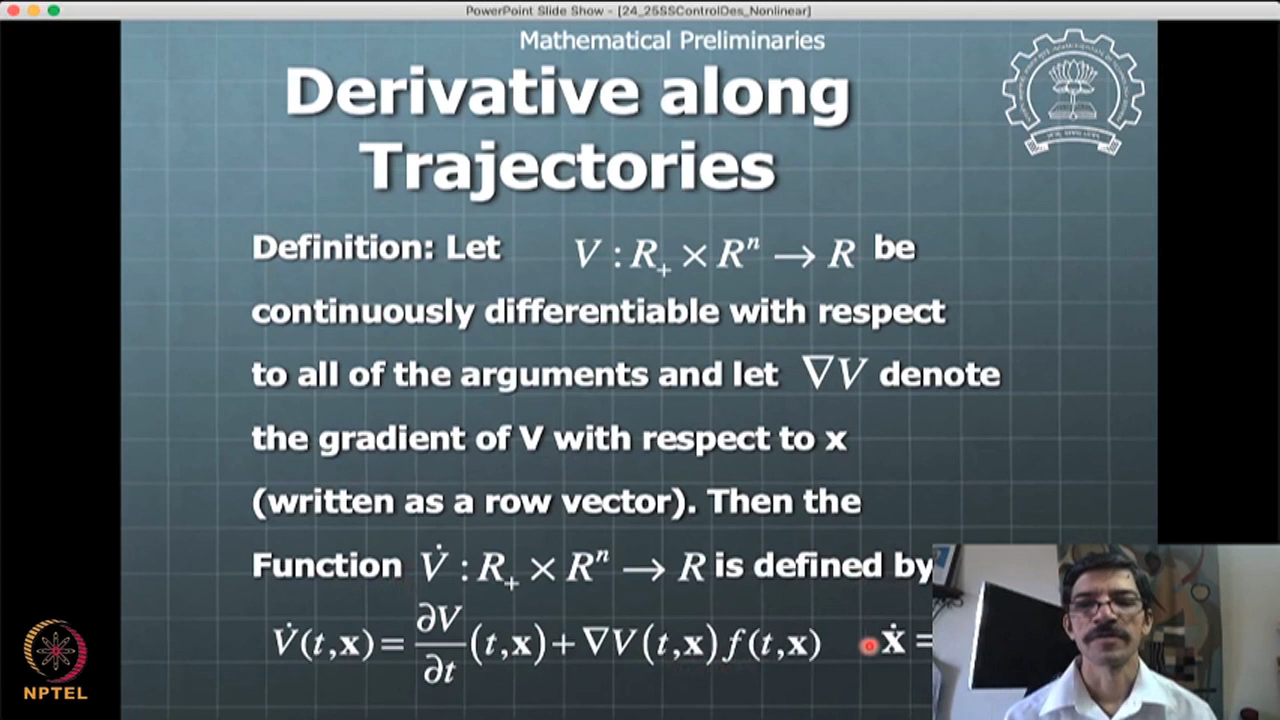 PowerPoint Slide Show - [24_25SSControlDes_Nonlinear]
Mathematical Preliminaries
Derivative along
Trajectories
Definition: Let V : R₊ × Rⁿ → R be
continuously differentiable with respect
to all of the arguments and let ∇V denote
the gradient of V with respect to x
(written as a row vector). Then the
Function V̇ : R₊ × Rⁿ → R is defined by
V̇(t,x) = ∂V/∂t (t,x) + ∇V(t,x) f(t,x) ẋ =
NPTEL